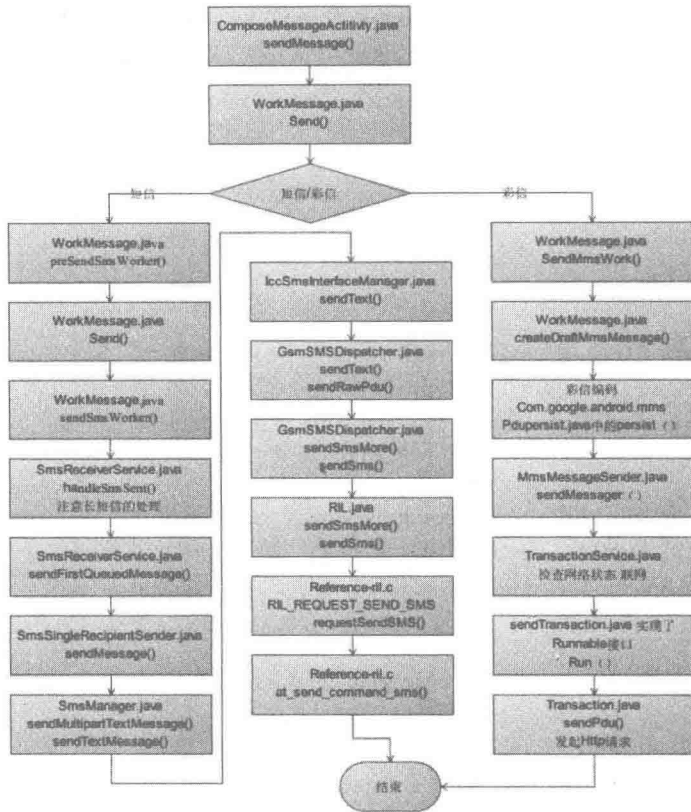 ComposeMessageActitivity.java
sendMessage()
WorkMessage.java
Send()
短信/彩信
短信
彩信
WorkMessage.java
preSendSmsWorker()
WorkMessage.java
Send()
WorkMessage.java
sendSmsWorker()
SmsReceiverService.java
handleSmsSent()
注意长短信的处理
SmsReceiverService.java
sendFirstQueuedMessage()
SmsSingleRecipientSender.java
sendMessage()
SmsManager.java
sendMultipartTextMessage()
sendTextMessage()
IccSmsInterfaceManager.java
sendText()
GsmSMSDispatcher.java
sendText()
sendRawPdu()
GsmSMSDispatcher.java
sendSmsMore()
sendSms()
RIL.java
sendSmsMore()
sendSms()
Reference-ril.c
RIL_REQUEST_SEND_SMS
requestSendSMS()
Reference-ril.c
at_send_command_sms()
WorkMessage.java
SendMmsWork()
WorkMessage.java
createDraftMmsMessage()
彩信编码
Com.google.android.mms
Pdupersist.java中的persist（）
MmsMessageSender.java
sendMessager（）
TransactionService.java
检查网络状态 联网
sendTransaction.java 实现了
Runnable接口
Run（）
Transaction.java
sendPdu()
发起Http请求
结束